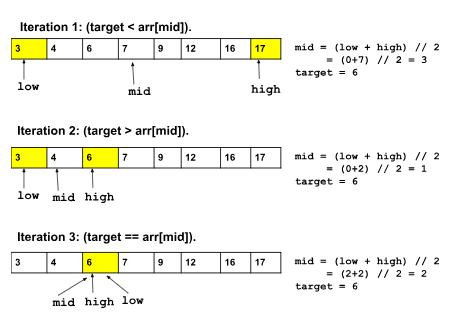 Iteration 1: (target < arr[mid]).
3 4 6 7 9 12 16 17
low mid high
mid = (low + high) // 2
= (0+7) // 2 = 3
target = 6
Iteration 2: (target > arr[mid]).
3 4 6 7 9 12 16 17
low mid high
mid = (low + high) // 2
= (0+2) // 2 = 1
target = 6
Iteration 3: (target == arr[mid]).
3 4 6 7 9 12 16 17
mid high low
mid = (low + high) // 2
= (2+2) // 2 = 2
target = 6